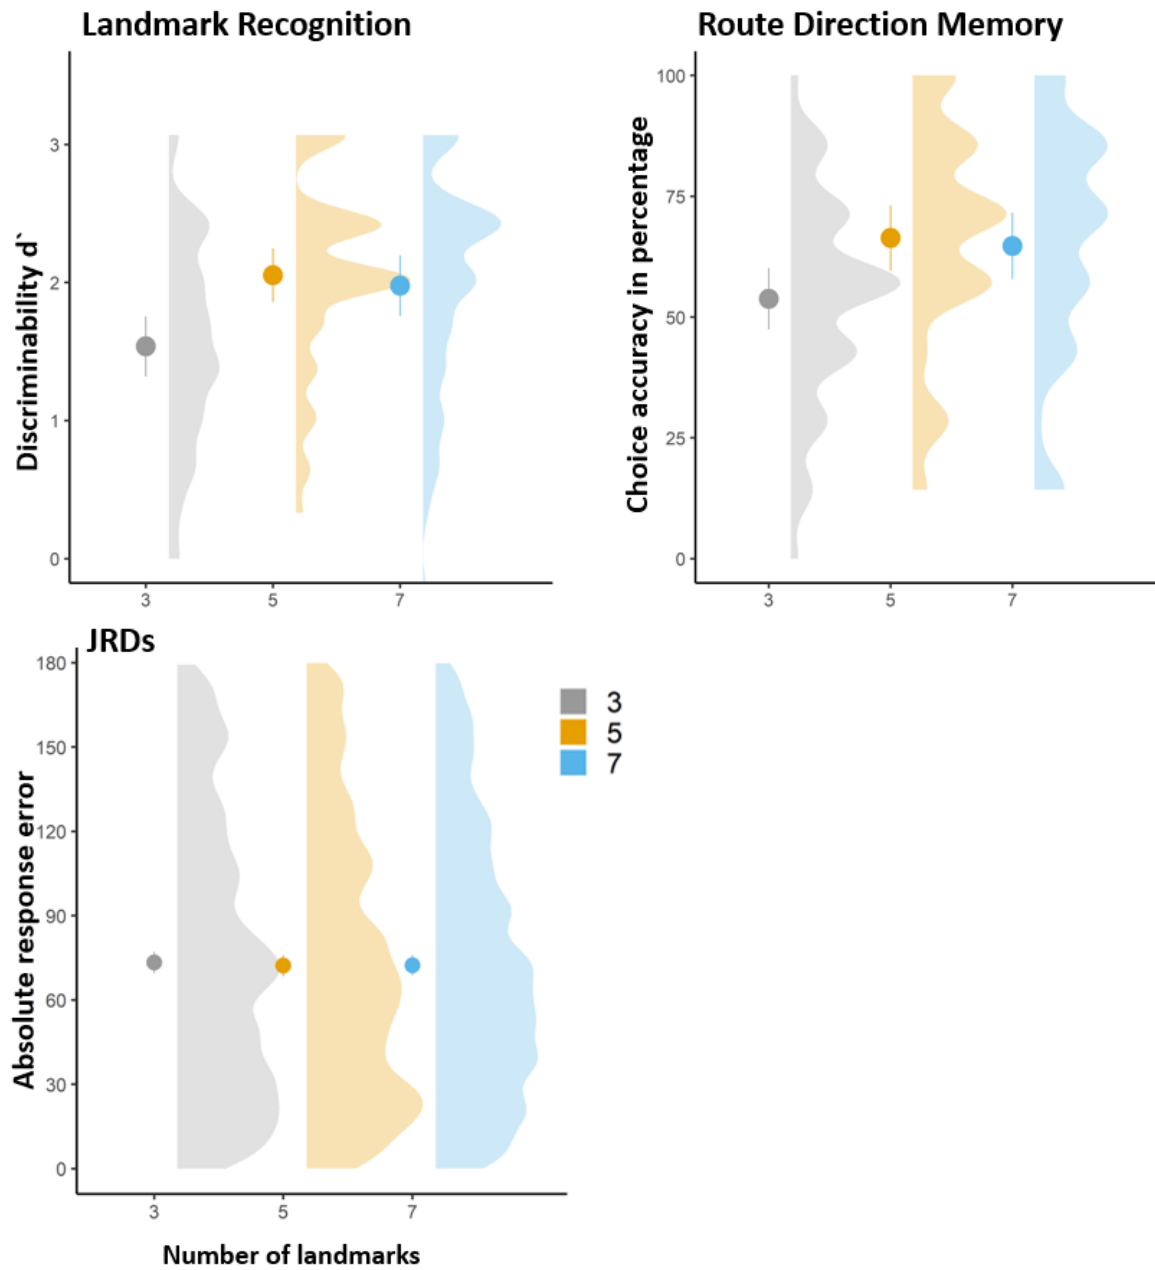 Landmark Recognition
Discriminability d`
3
2
1
0
3 5 7
Route Direction Memory
Choice accuracy in percentage
100
75
50
25
0
3 5 7
JRDs
Absolute response error
180
150
120
90
60
30
0
3 5 7
Number of landmarks
3
5
7